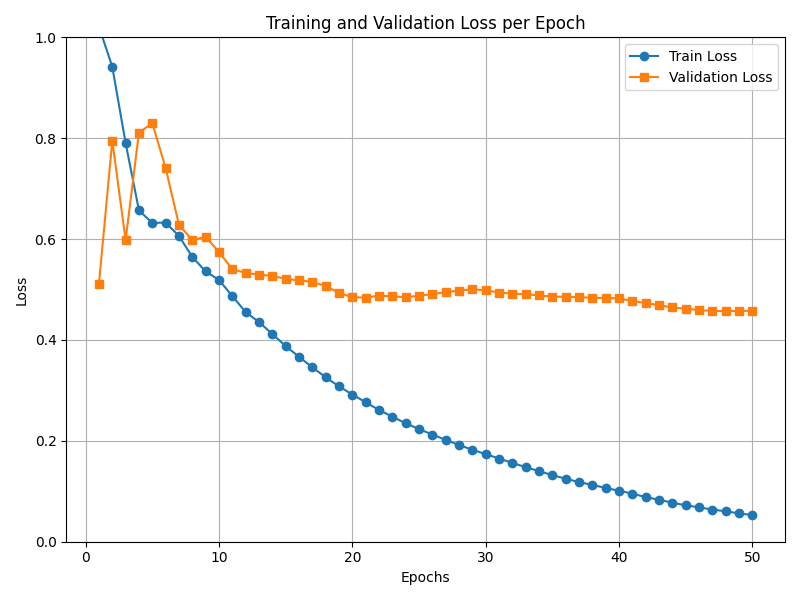 Training and Validation Loss per Epoch
Train Loss
Validation Loss
1.0
0.8
0.6
0.4
0.2
0.0
Loss
0 10 20 30 40 50
Epochs